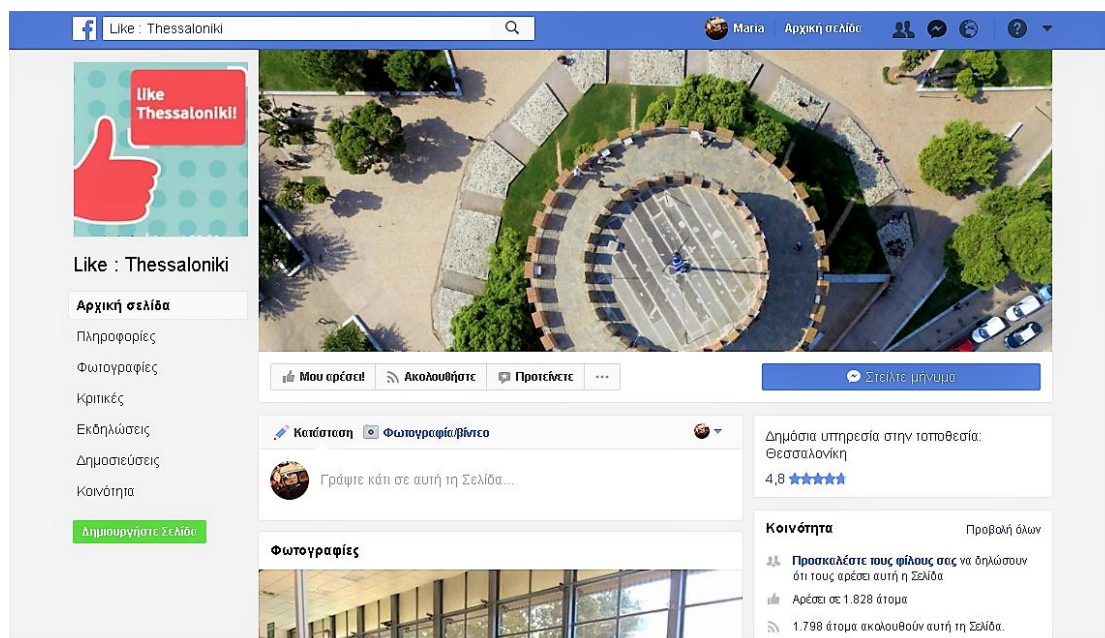 Like : Thessaloniki
Maria Αρχική σελίδα
like
Thessaloniki!
Like : Thessaloniki
Αρχική σελίδα
Πληροφορίες
Φωτογραφίες
Κριτικές
Εκδηλώσεις
Δημοσιεύσεις
Κοινότητα
Δημιουργήστε Σελίδα
Μου αρέσει! Ακολουθήστε Προτείνετε
Στείλτε μήνυμα
Κατάσταση Φωτογραφία/βίντεο
Γράψτε κάτι σε αυτή τη Σελίδα...
Φωτογραφίες
Δημόσια υπηρεσία στην τοποθεσία:
Θεσσαλονίκη
4,8
Κοινότητα Προβολή όλων
Προσκαλέστε τους φίλους σας να δηλώσουν
ότι τους αρέσει αυτή η Σελίδα
Αρέσει σε 1.828 άτομα
1.798 άτομα ακολουθούν αυτή τη Σελίδα.